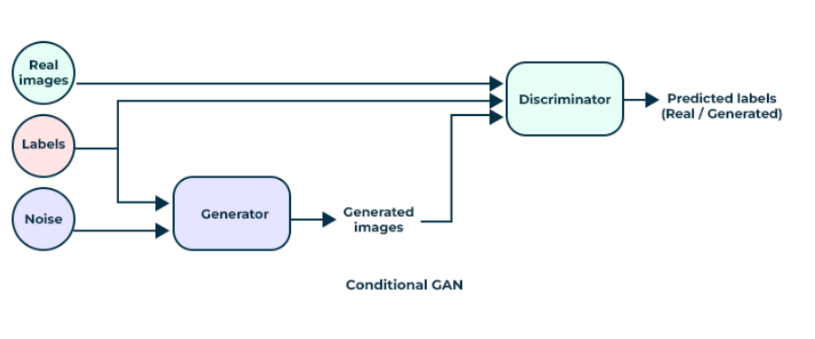 Real
images
Discriminator
Predicted labels
(Real / Generated)
Labels
Generator
Generated
images
Noise
Conditional GAN